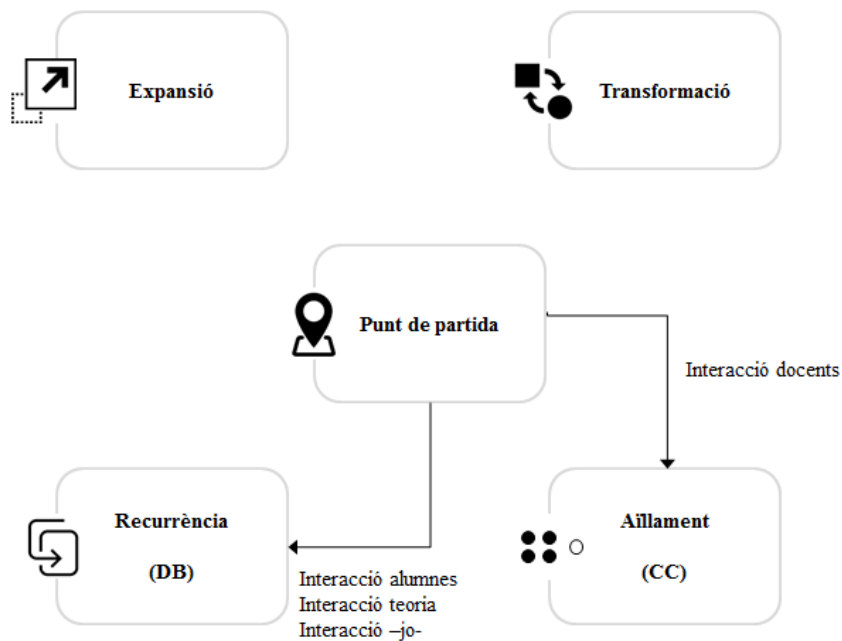 Expansió
Transformació
Punt de partida
Interacció docents
Recurrència
(DB)
Aïllament
(CC)
Interacció alumnes
Interacció teoria
Interacció –jo-